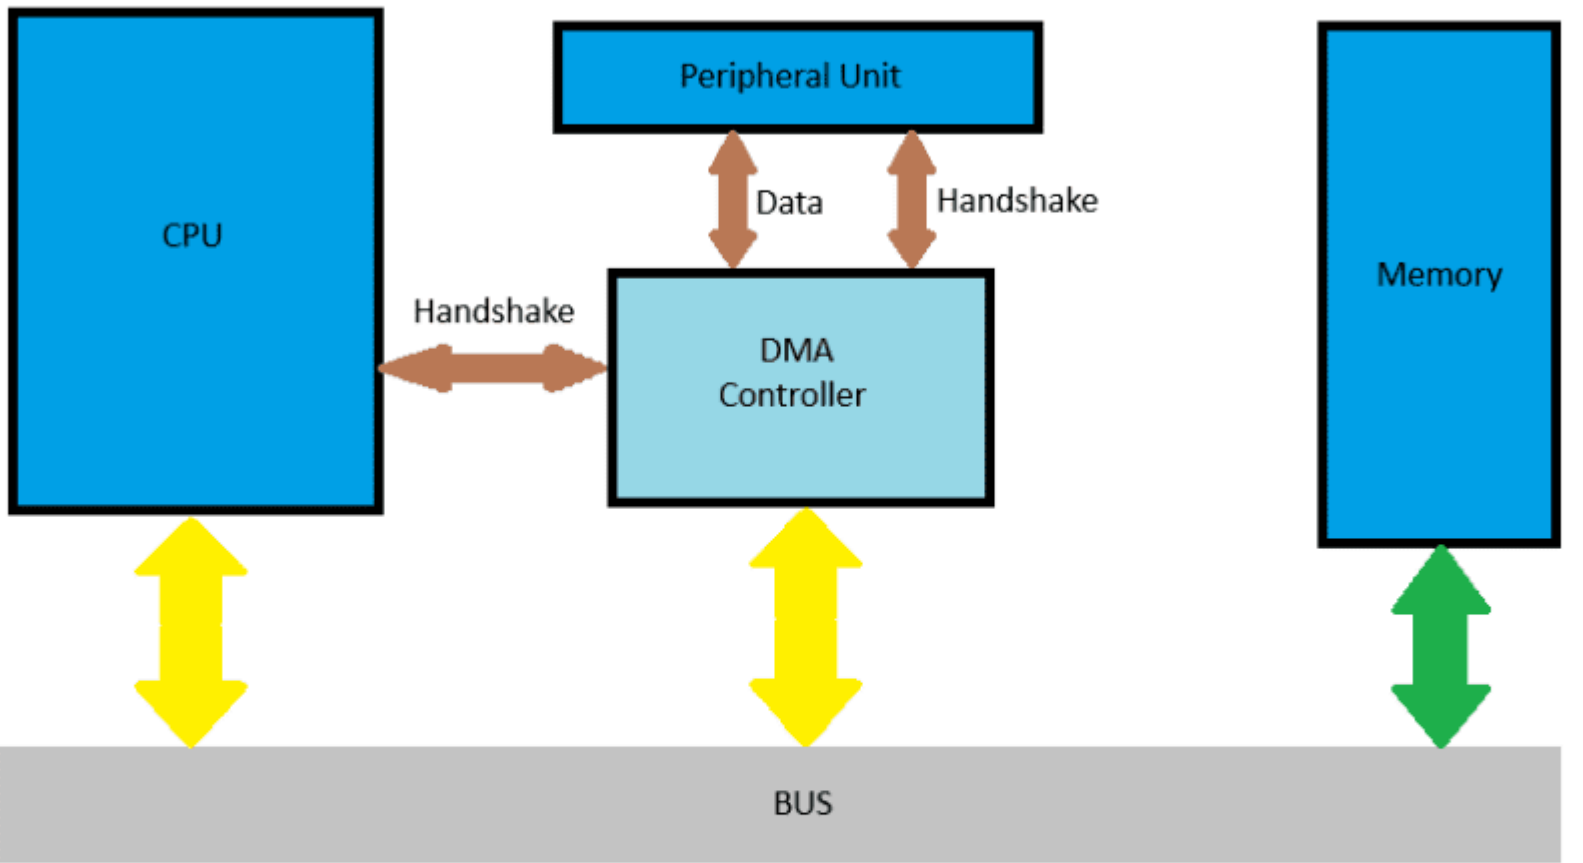 Peripheral Unit
CPU
Data
Handshake
Memory
Handshake
DMA
Controller
BUS